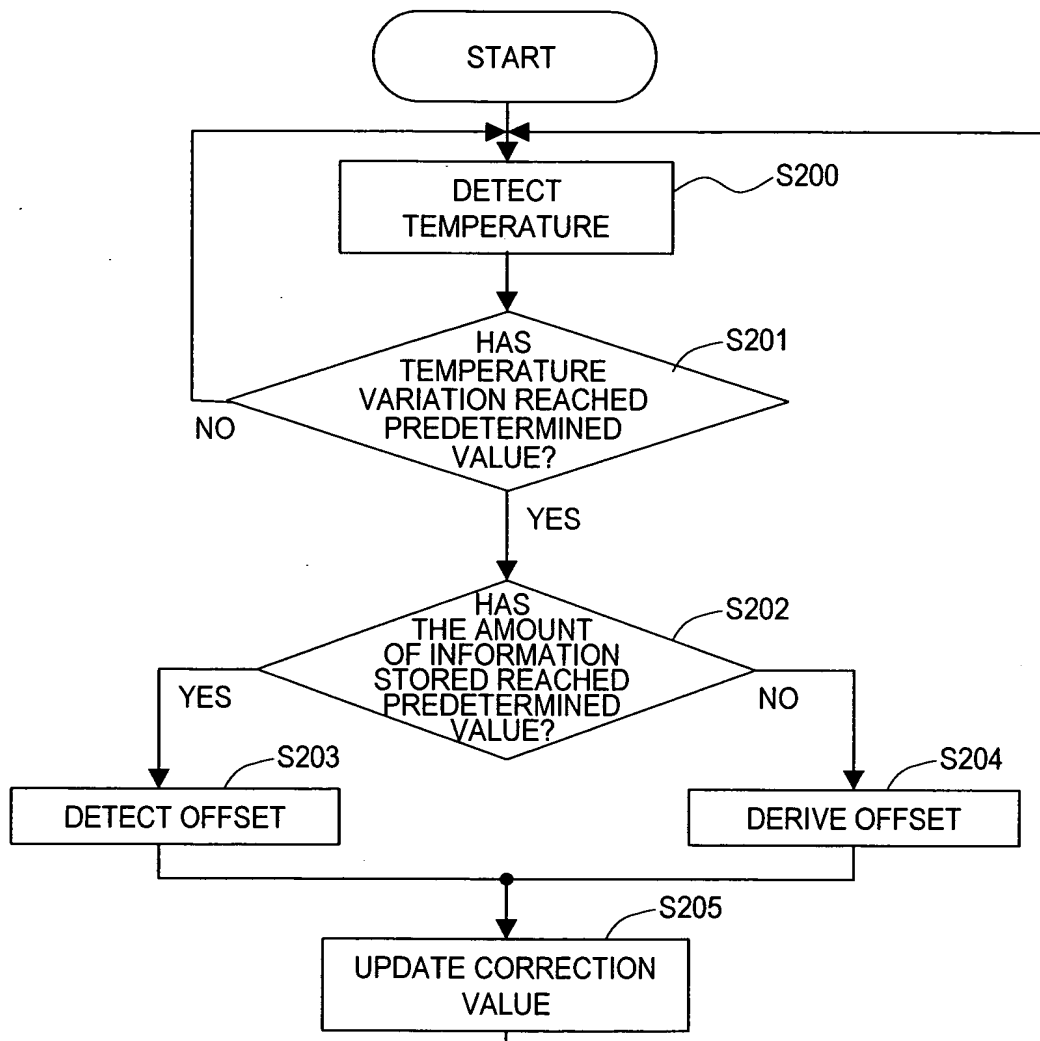 START
DETECT
TEMPERATURE
S200
HAS
TEMPERATURE
VARIATION REACHED
PREDETERMINED
VALUE?
S201
NO
YES
HAS
THE AMOUNT
OF INFORMATION
STORED REACHED
PREDETERMINED
VALUE?
S202
YES
NO
S203
DETECT OFFSET
S204
DERIVE OFFSET
S205
UPDATE CORRECTION
VALUE